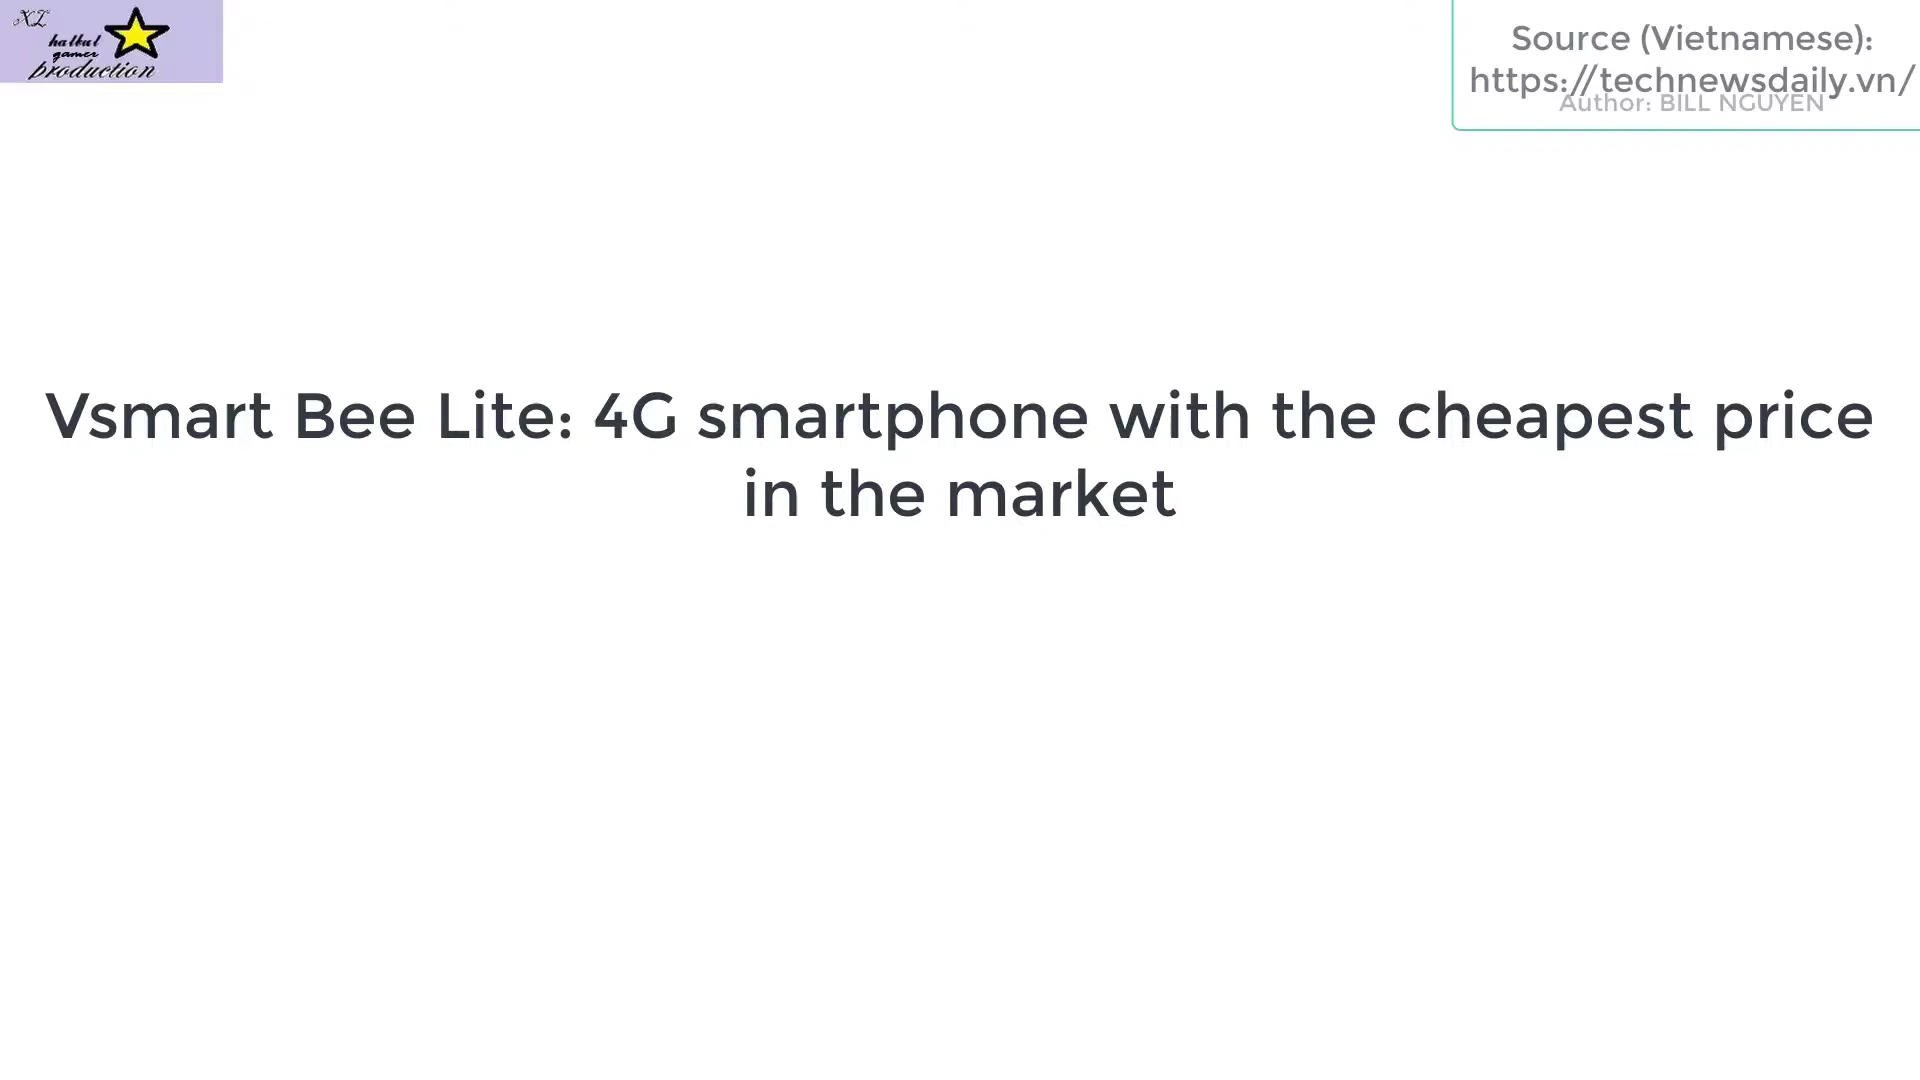 XL
halkul
gamer
production
Source (Vietnamese):
https://technewsdaily.vn/
Author: BILL NGUYEN
Vsmart Bee Lite: 4G smartphone with the cheapest price
in the market